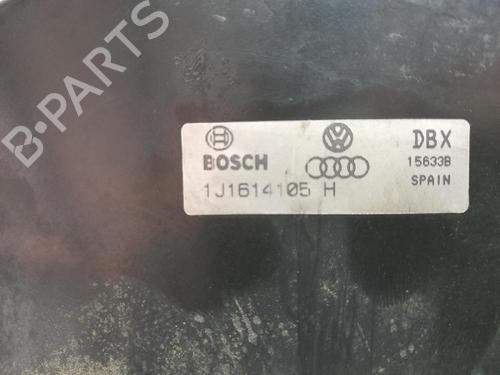 B-PARTS
BOSCH
DBX
15633B
1J1614105 H
SPAIN